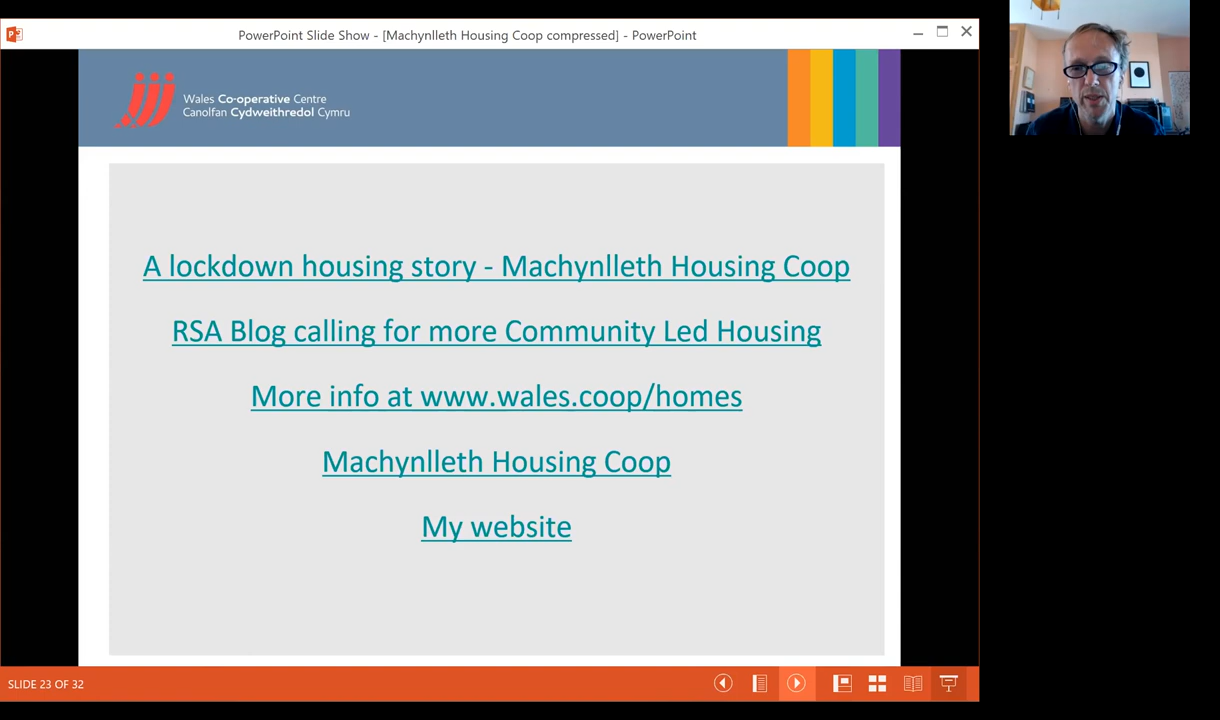 PowerPoint Slide Show - [Machynlleth Housing Coop compressed] - PowerPoint
Wales Co-operative Centre
Canolfan Cydweithredol Cymru
A lockdown housing story - Machynlleth Housing Coop
RSA Blog calling for more Community Led Housing
More info at www.wales.coop/homes
Machynlleth Housing Coop
My website
SLIDE 23 OF 32